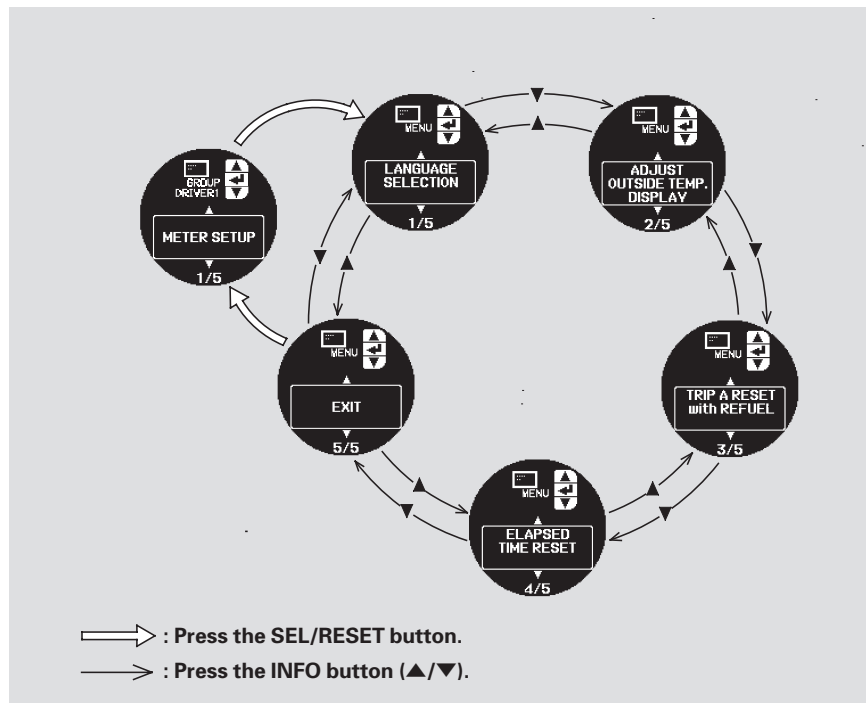 MENU
LANGUAGE
SELECTION
1/5
MENU
ADJUST
OUTSIDE TEMP.
DISPLAY
2/5
GROUP
DRIVER1
METER SETUP
1/5
MENU
EXIT
5/5
MENU
TRIP A RESET
with REFUEL
3/5
MENU
ELAPSED
TIME RESET
4/5
: Press the SEL/RESET button.
: Press the INFO button (▲/▼).